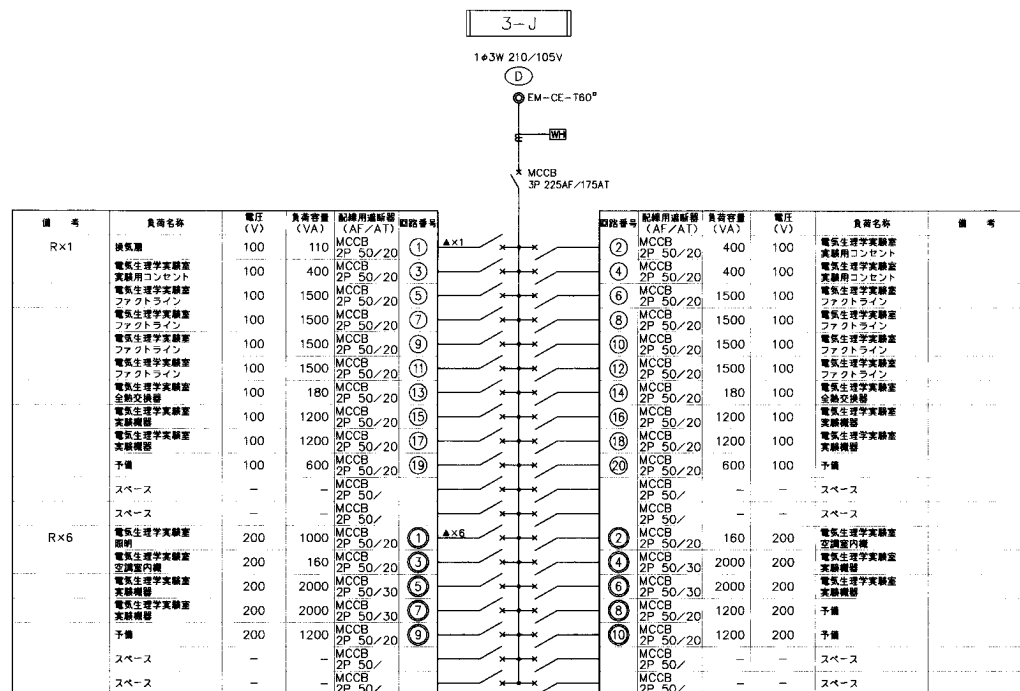 3-J
1φ3W 210/105V
D
EM-CE-T60°
WH
MCCB
3P 225AF/175AT
備 考 負荷名称 電圧(V) 負荷容量(VA) 配線用遮断器(AF/AT) 回路番号 回路番号 配線用遮断器(AF/AT) 負荷容量(VA) 電圧(V) 負荷名称 備 考
R×1 換気扇 100 110 MCCB 2P 50/20 ① ▲×1 ② MCCB 2P 50/20 400 100 電気生理学実験室 実験用コンセント
電気生理学実験室 実験用コンセント 100 400 MCCB 2P 50/20 ③ ④ MCCB 2P 50/20 400 100 電気生理学実験室 実験用コンセント
電気生理学実験室 ファクトライン 100 1500 MCCB 2P 50/20 ⑤ ⑥ MCCB 2P 50/20 1500 100 電気生理学実験室 ファクトライン
電気生理学実験室 ファクトライン 100 1500 MCCB 2P 50/20 ⑦ ⑧ MCCB 2P 50/20 1500 100 電気生理学実験室 ファクトライン
電気生理学実験室 ファクトライン 100 1500 MCCB 2P 50/20 ⑨ ⑩ MCCB 2P 50/20 1500 100 電気生理学実験室 ファクトライン
電気生理学実験室 ファクトライン 100 1500 MCCB 2P 50/20 ⑪ ⑫ MCCB 2P 50/20 1500 100 電気生理学実験室 ファクトライン
電気生理学実験室 全熱交換器 100 180 MCCB 2P 50/20 ⑬ ⑭ MCCB 2P 50/20 180 100 電気生理学実験室 全熱交換器
電気生理学実験室 実験機器 100 1200 MCCB 2P 50/20 ⑮ ⑯ MCCB 2P 50/20 1200 100 電気生理学実験室 実験機器
電気生理学実験室 実験機器 100 1200 MCCB 2P 50/20 ⑰ ⑱ MCCB 2P 50/20 1200 100 電気生理学実験室 実験機器
予備 100 600 MCCB 2P 50/20 ⑲ ⑳ MCCB 2P 50/20 600 100 予備
スペース - - MCCB 2P 50/ MCCB 2P 50/ - - スペース
スペース - - MCCB 2P 50/ MCCB 2P 50/ - - スペース
R×6 電気生理学実験室 照明 200 1000 MCCB 2P 50/20 ① ▲×6 ② MCCB 2P 50/20 160 200 電気生理学実験室 空調室内機
電気生理学実験室 空調室内機 200 160 MCCB 2P 50/20 ③ ④ MCCB 2P 50/30 2000 200 電気生理学実験室 実験機器
電気生理学実験室 実験機器 200 2000 MCCB 2P 50/30 ⑤ ⑥ MCCB 2P 50/30 2000 200 電気生理学実験室 実験機器
電気生理学実験室 実験機器 200 2000 MCCB 2P 50/30 ⑦ ⑧ MCCB 2P 50/20 1200 200 予備
予備 200 1200 MCCB 2P 50/20 ⑨ ⑩ MCCB 2P 50/20 1200 200 予備
スペース - - MCCB 2P 50/ MCCB 2P 50/ - - スペース
スペース - - MCCB 2P 50/ MCCB 2P 50/ - - スペース